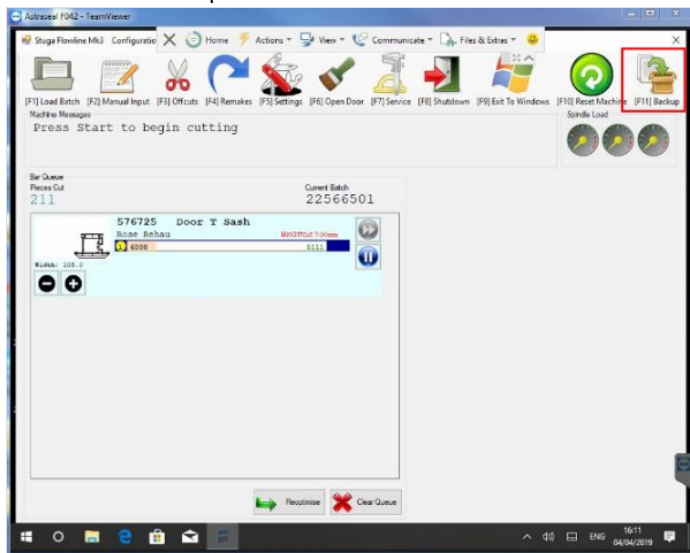 Astraseal F042 - TeamViewer
Stuga Flowline Mk3 Configuratio
Home Actions View Communicate Files & Extras
[F1] Load Batch [F2] Manual Input [F3] Offcuts [F4] Remakes [F5] Settings [F6] Open Door [F7] Service [F8] Shutdown [F9] Exit To Windows [F10] Reset Machine [F11] Backup
Machine Messages
Spindle Load
Press Start to begin cutting
Bar Queue
Pieces Cut
Current Batch
211
22566501
576725 Door T Sash
Rose Rehau
MinOffcut 700mm
6000
5111
Width: 105.0
Reoptimise
Clear Queue
ENG
16:11
04/04/2019